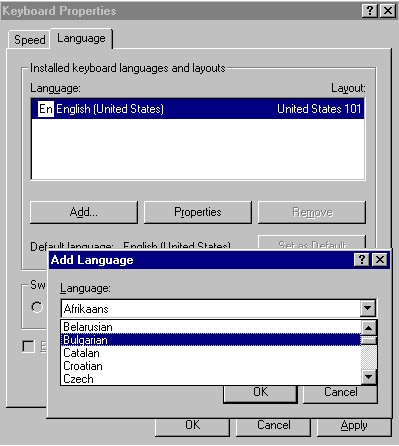 Keyboard Properties
Speed Language
Installed keyboard languages and layouts
Language: Layout:
En English (United States) United States 101
Add... Properties Remove
Default language: English (United States) Set as Default
Add Language
Sw
Language:
Afrikaans
Belarusian
Bulgarian
Catalan
Croatian
Czech
OK Cancel
OK Cancel Apply